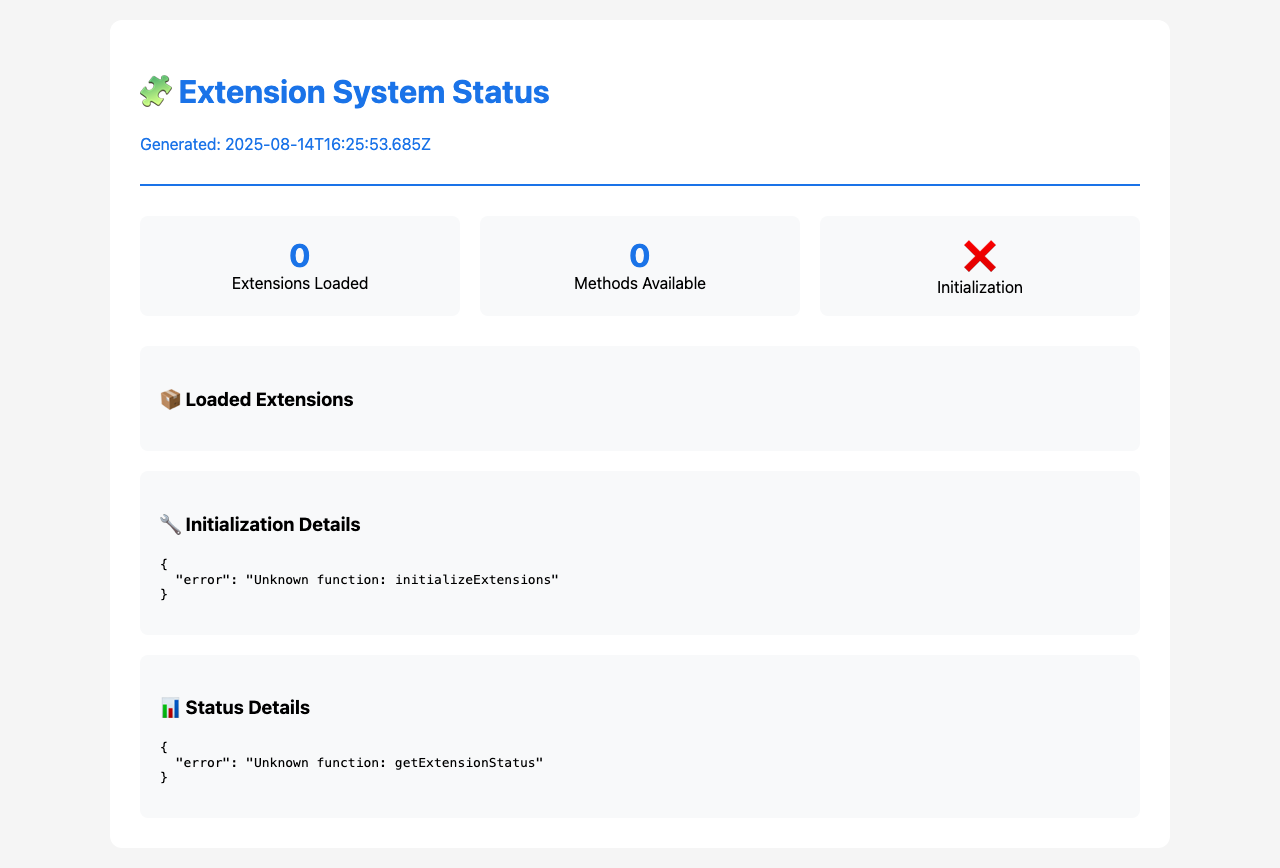 🧩 Extension System Status
Generated: 2025-08-14T16:25:53.685Z
0
Extensions Loaded
0
Methods Available
❌
Initialization
📦 Loaded Extensions
🔧 Initialization Details
{
  "error": "Unknown function: initializeExtensions"
}
📊 Status Details
{
  "error": "Unknown function: getExtensionStatus"
}